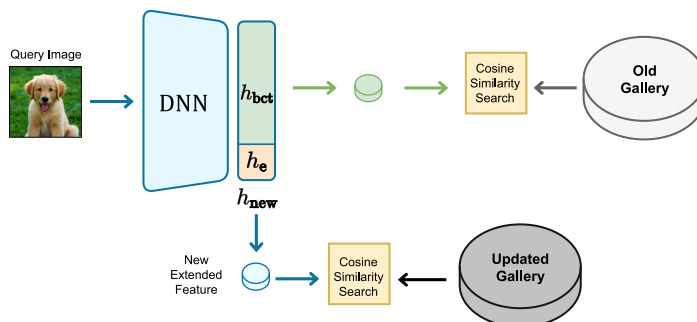 Query Image
DNN
h_bct
h_e
h_new
Cosine
Similarity
Search
Old
Gallery
New
Extended
Feature
Cosine
Similarity
Search
Updated
Gallery